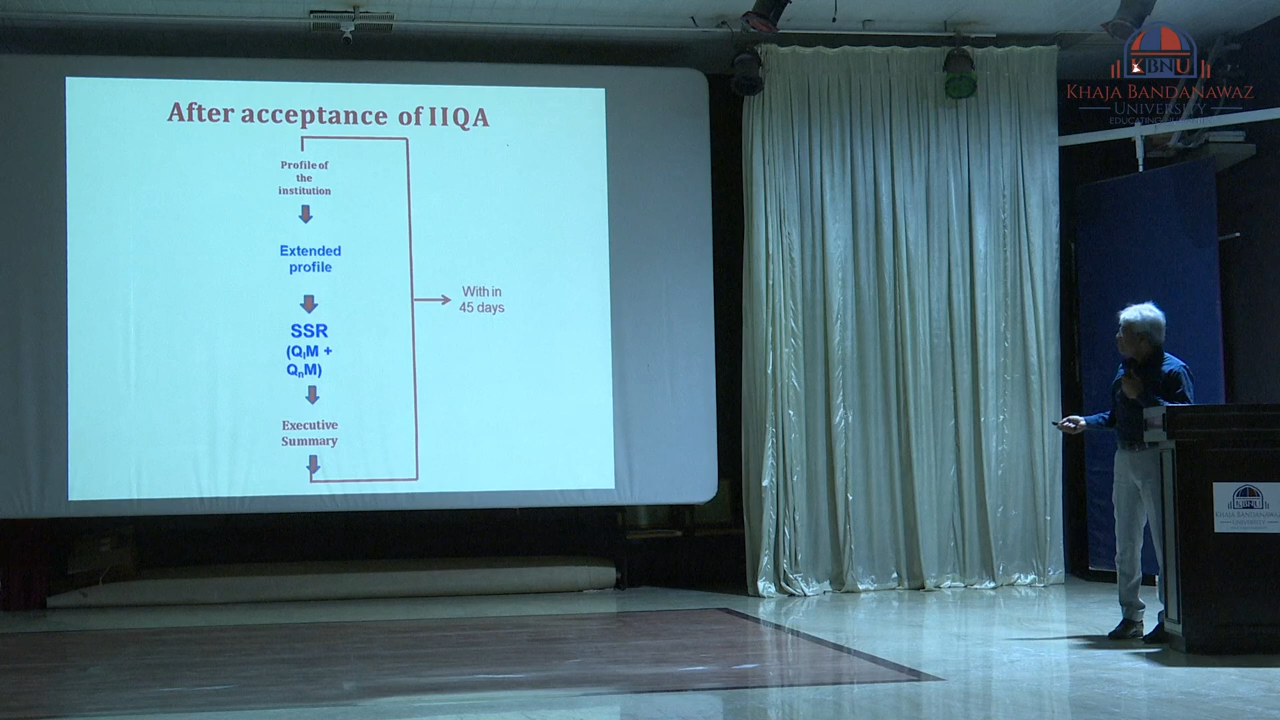 After acceptance of IIQA
Profile of
the
institution
Extended
profile
SSR
(QlM +
QnM)
Executive
Summary
With in
45 days
KBNU
KHAJA BANDANAWAZ
UNIVERSITY
KBNU
KHAJA BANDANAWAZ
UNIVERSITY